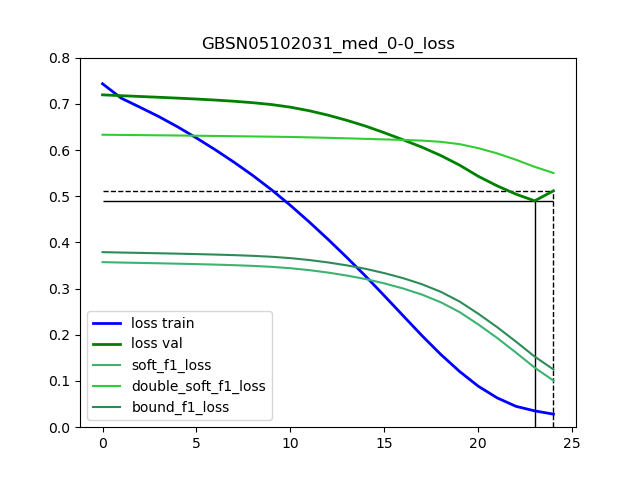 GBSN05102031_med_0-0_loss
0.8
0.7
0.6
0.5
0.4
0.3
0.2
0.1
0.0
loss train
loss val
soft_f1_loss
double_soft_f1_loss
bound_f1_loss
0 5 10 15 20 25